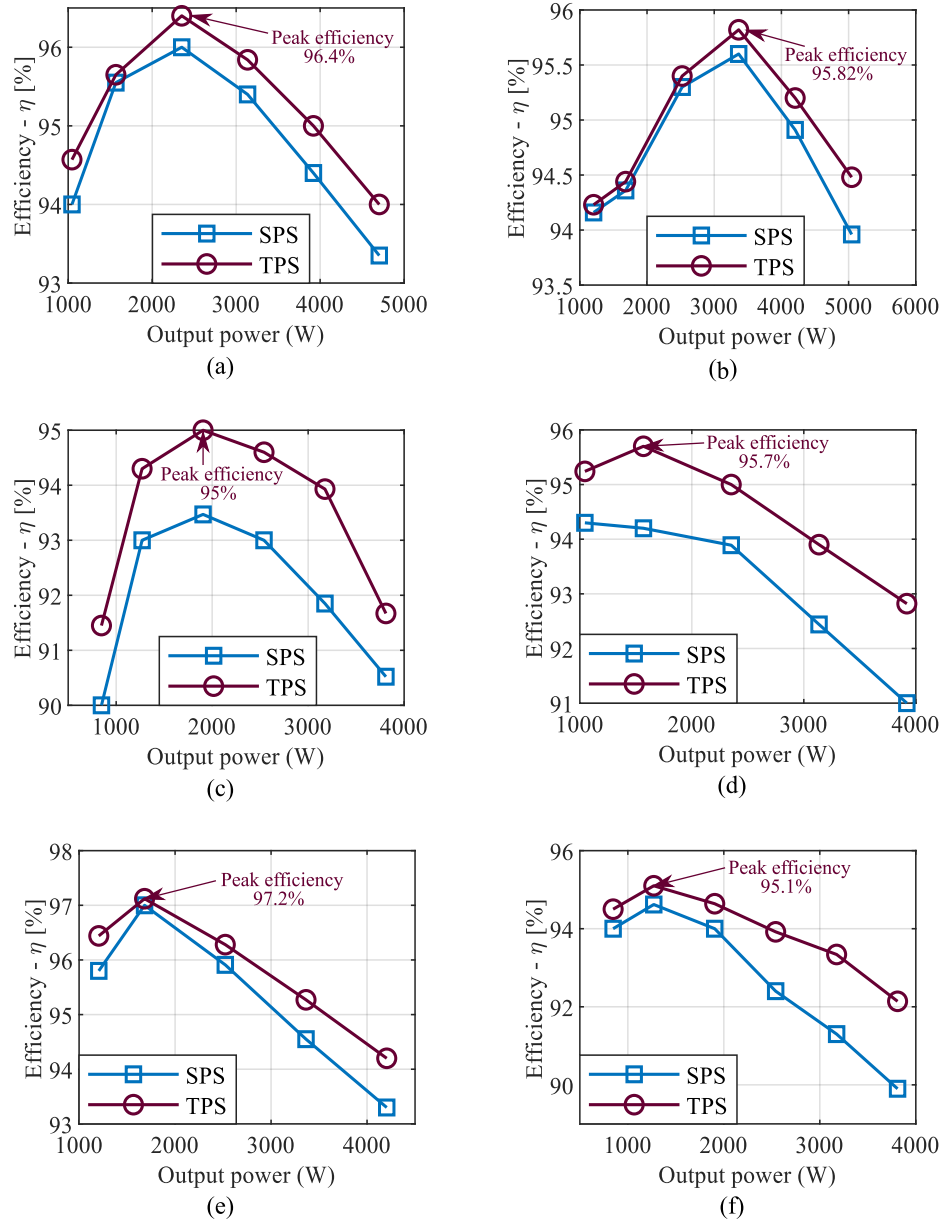 Efficiency - η [%]
96
95
94
93
Peak efficiency
96.4%
SPS
TPS
1000 2000 3000 4000 5000
Output power (W)
(a)
Efficiency - η [%]
96
95.5
95
94.5
94
93.5
Peak efficiency
95.82%
SPS
TPS
1000 2000 3000 4000 5000 6000
Output power (W)
(b)
Efficiency - η [%]
95
94
93
92
91
90
Peak efficiency
95%
SPS
TPS
1000 2000 3000 4000
Output power (W)
(c)
Efficiency - η [%]
96
95
94
93
92
91
Peak efficiency
95.7%
SPS
TPS
2000 3000 4000
Output power (W)
(d)
Efficiency - η [%]
98
97
96
95
94
93
Peak efficiency
97.2%
SPS
TPS
1000 2000 3000 4000
Output power (W)
(e)
Efficiency - η [%]
96
94
92
90
Peak efficiency
95.1%
SPS
TPS
1000 2000 3000 4000
Output power (W)
(f)